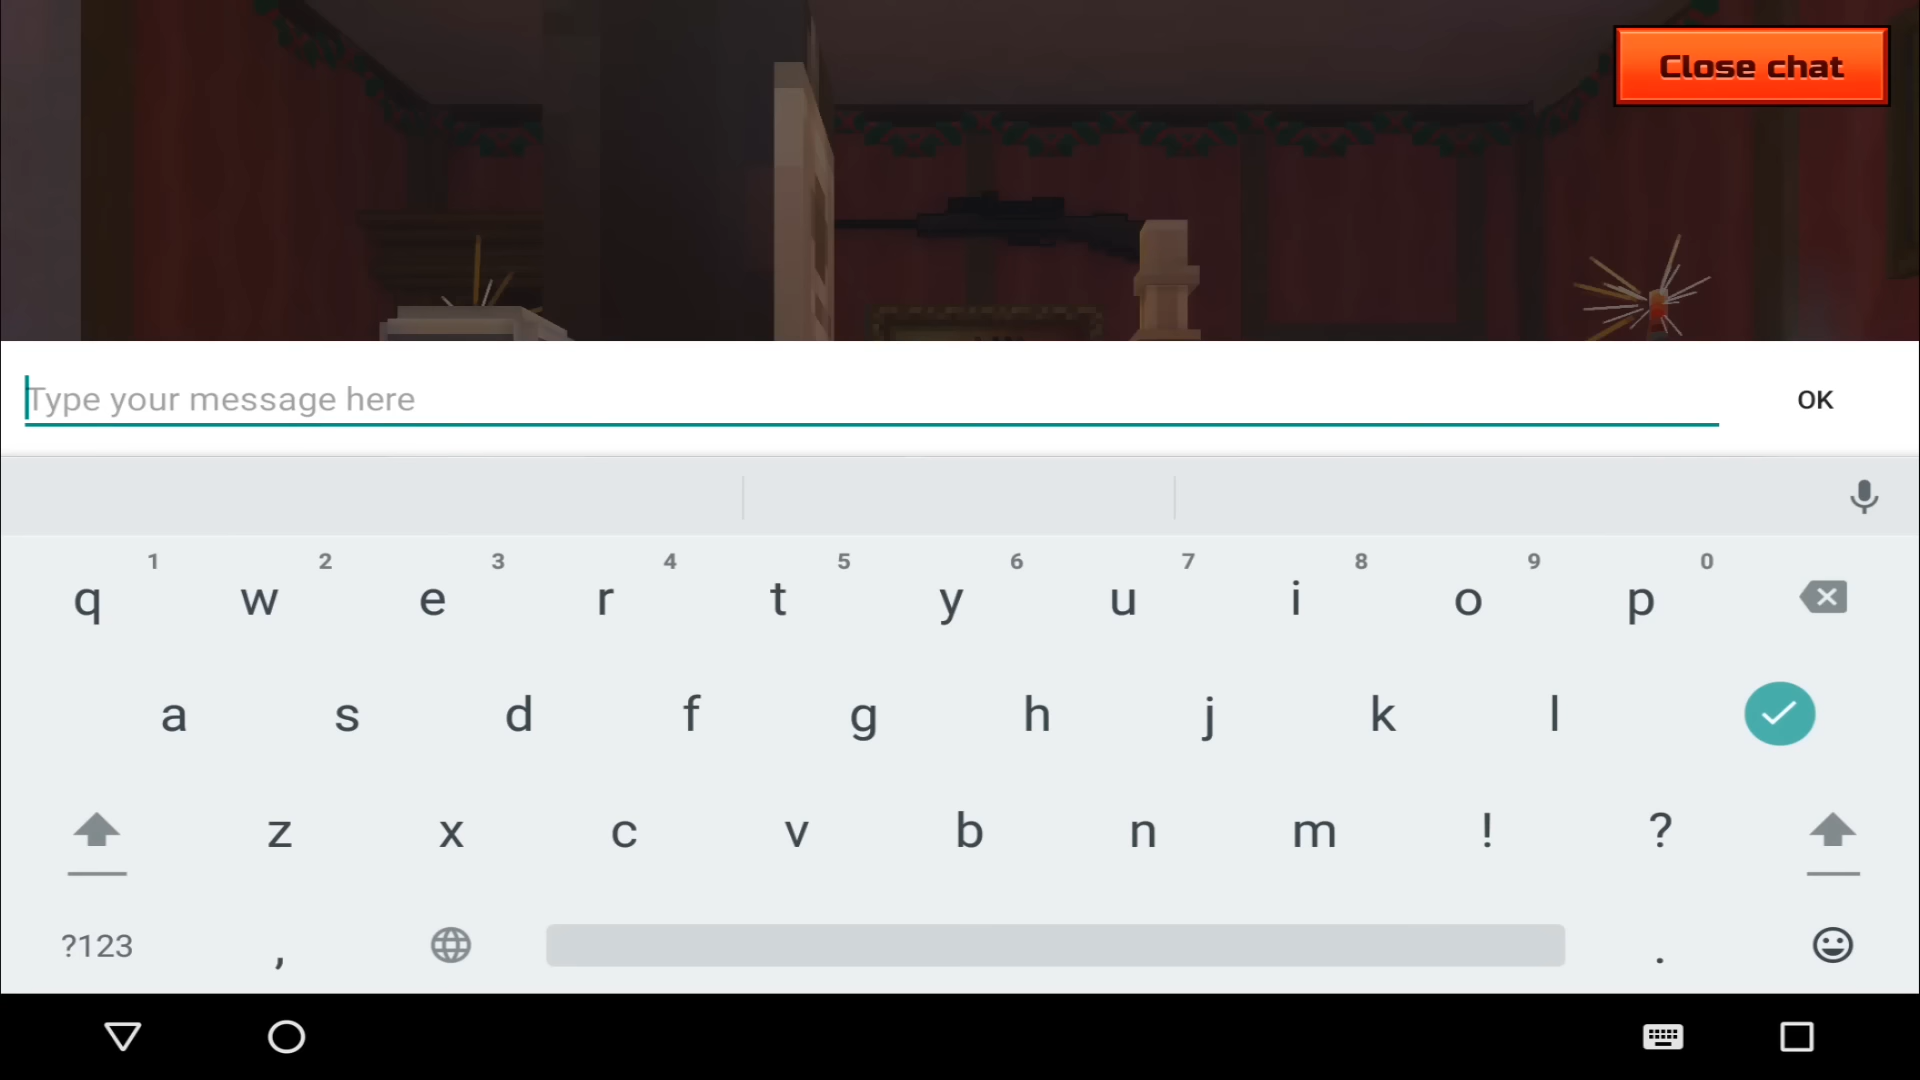 Close chat
Type your message here
OK
1 2 3 4 5 6 7 8 9 0
q w e r t y u i o p
a s d f g h j k l
z x c v b n m ! ?
?123 , .